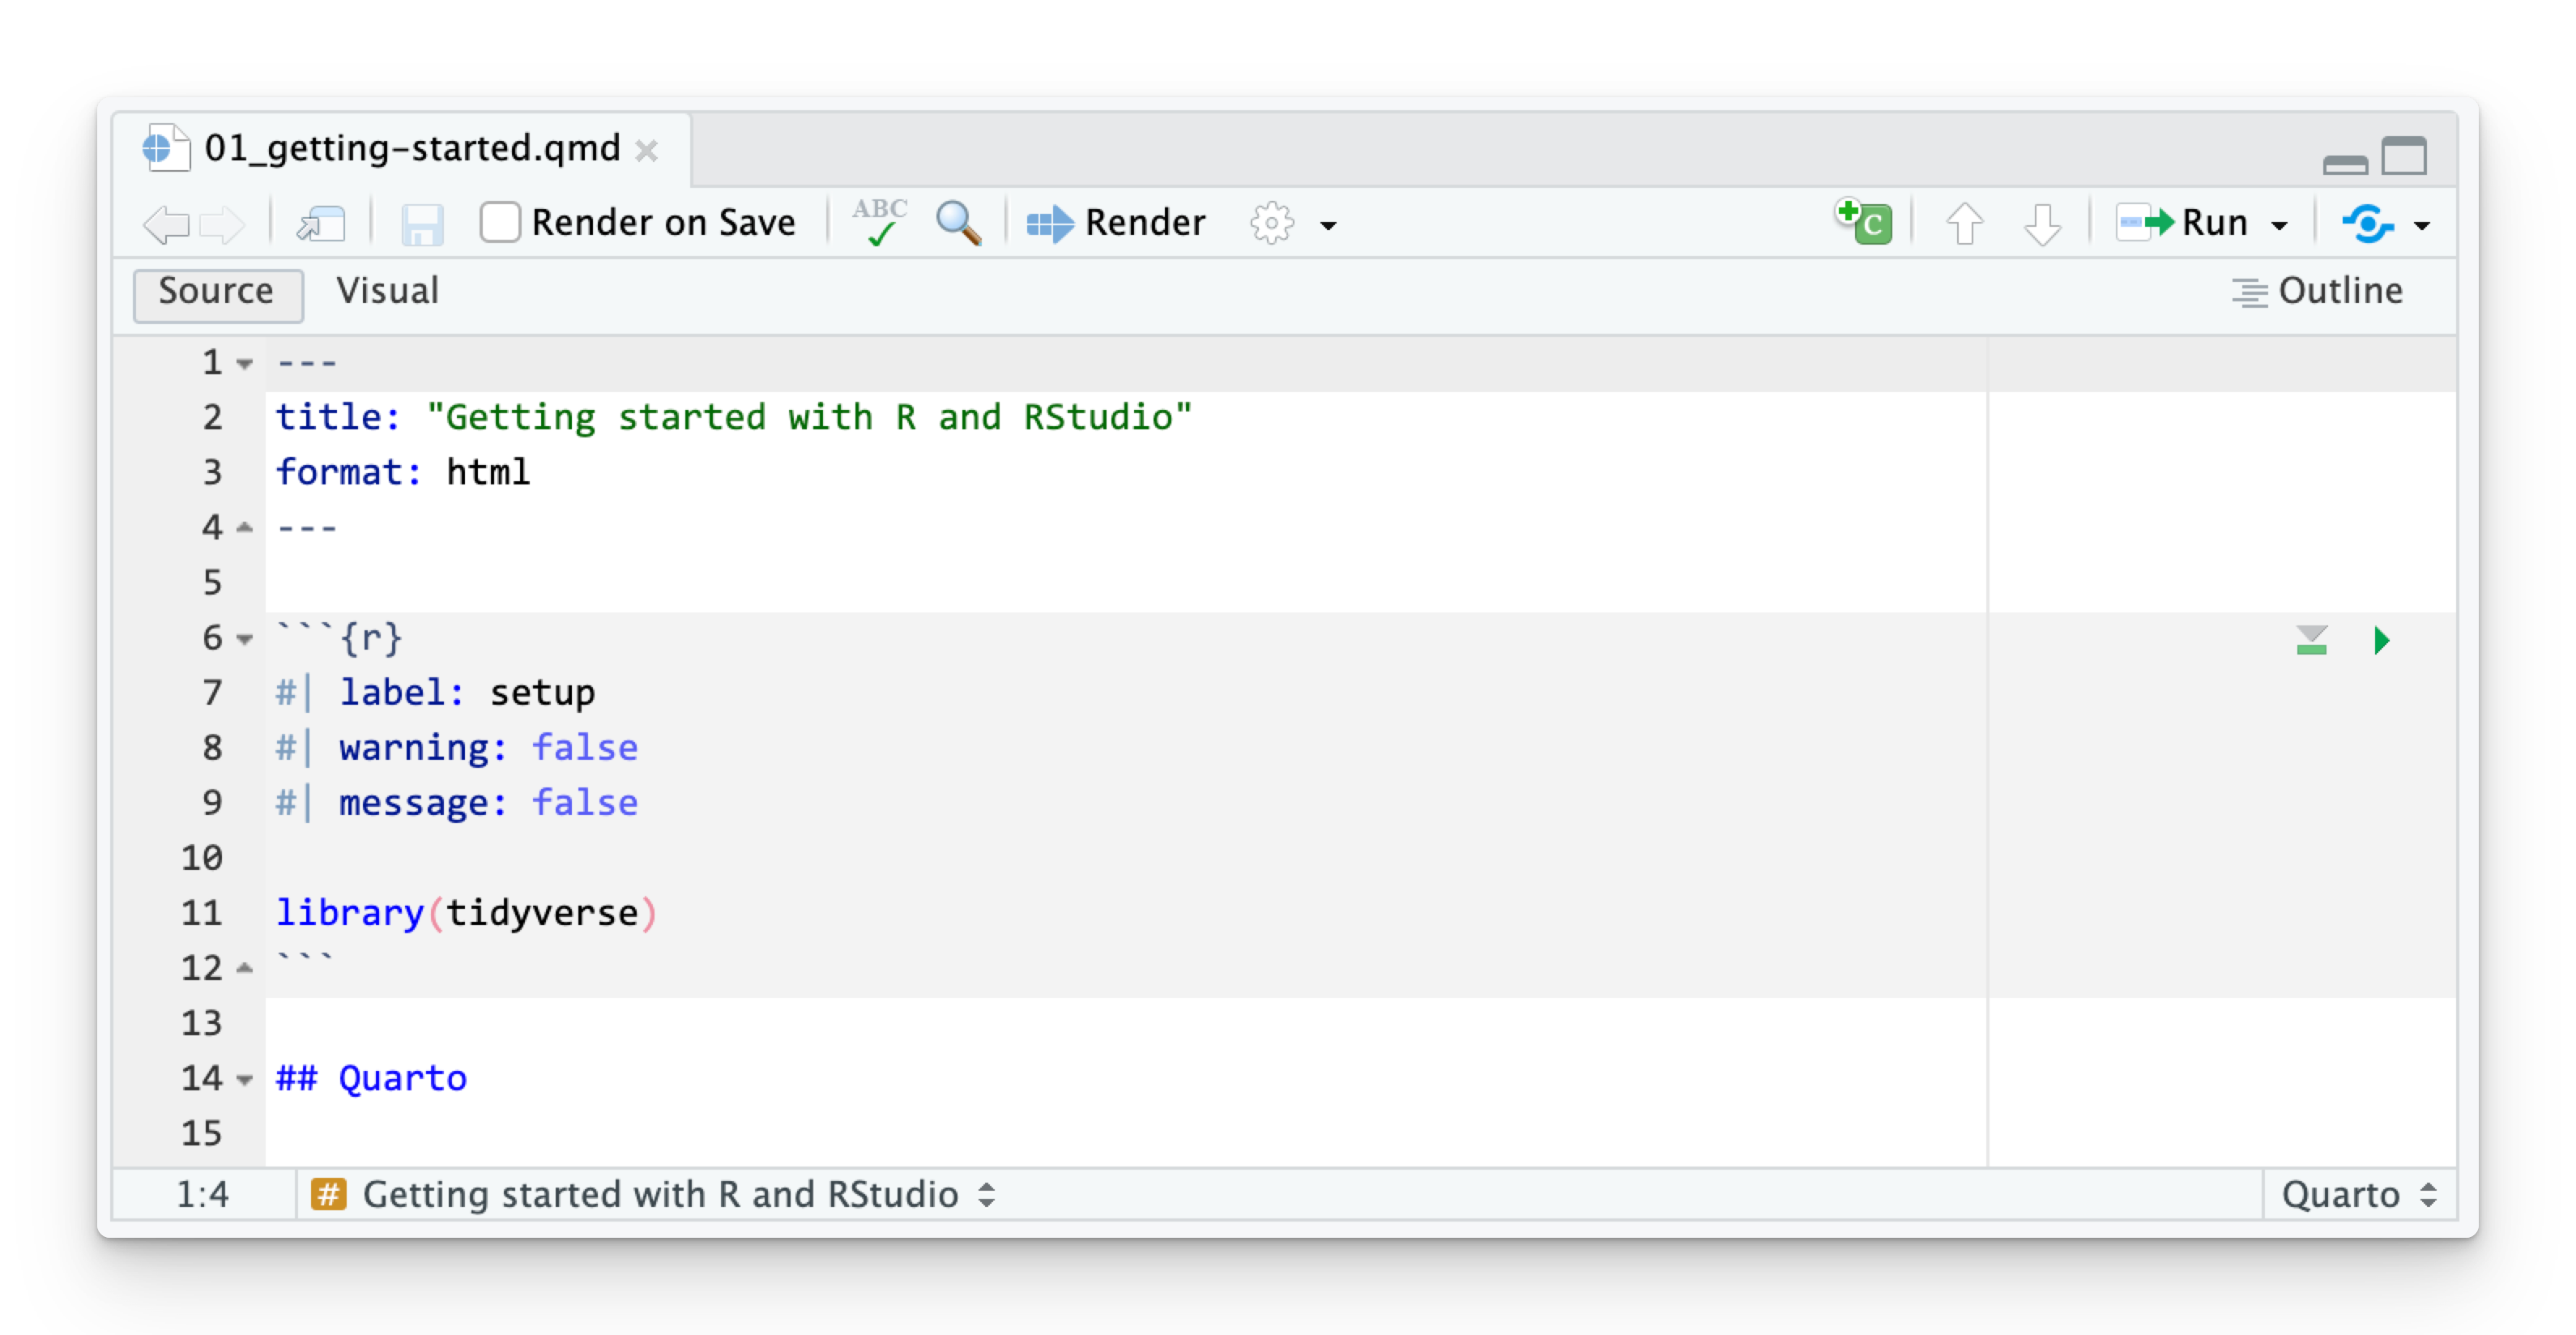 01_getting-started.qmd
Render on Save ABC Render C Run
Source Visual Outline
1 ---
2 title: "Getting started with R and RStudio"
3 format: html
4 ---
5
6 ```{r}
7 #| label: setup
8 #| warning: false
9 #| message: false
10
11 library(tidyverse)
12 ```
13
14 ## Quarto
15
1:4 # Getting started with R and RStudio Quarto